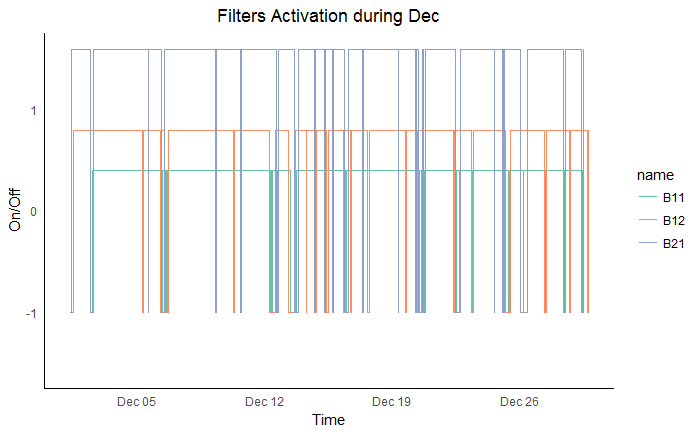 Filters Activation during Dec
On/Off
1
0
-1
Dec 05 Dec 12 Dec 19 Dec 26
Time
name
B11
B12
B21